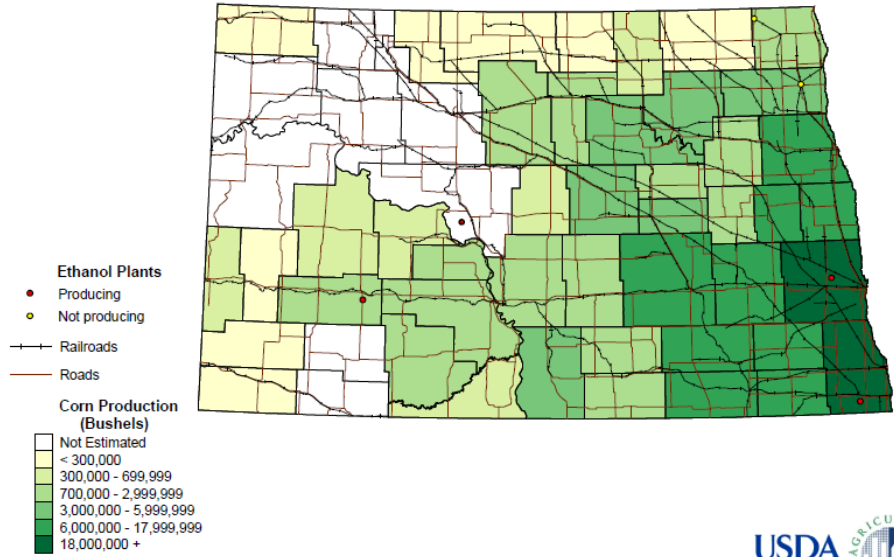 Ethanol Plants
Producing
Not producing
Railroads
Roads
Corn Production
(Bushels)
Not Estimated
< 300,000
300,000 - 699,999
700,000 - 2,999,999
3,000,000 - 5,999,999
6,000,000 - 17,999,999
18,000,000 +
USDA
AGRICU